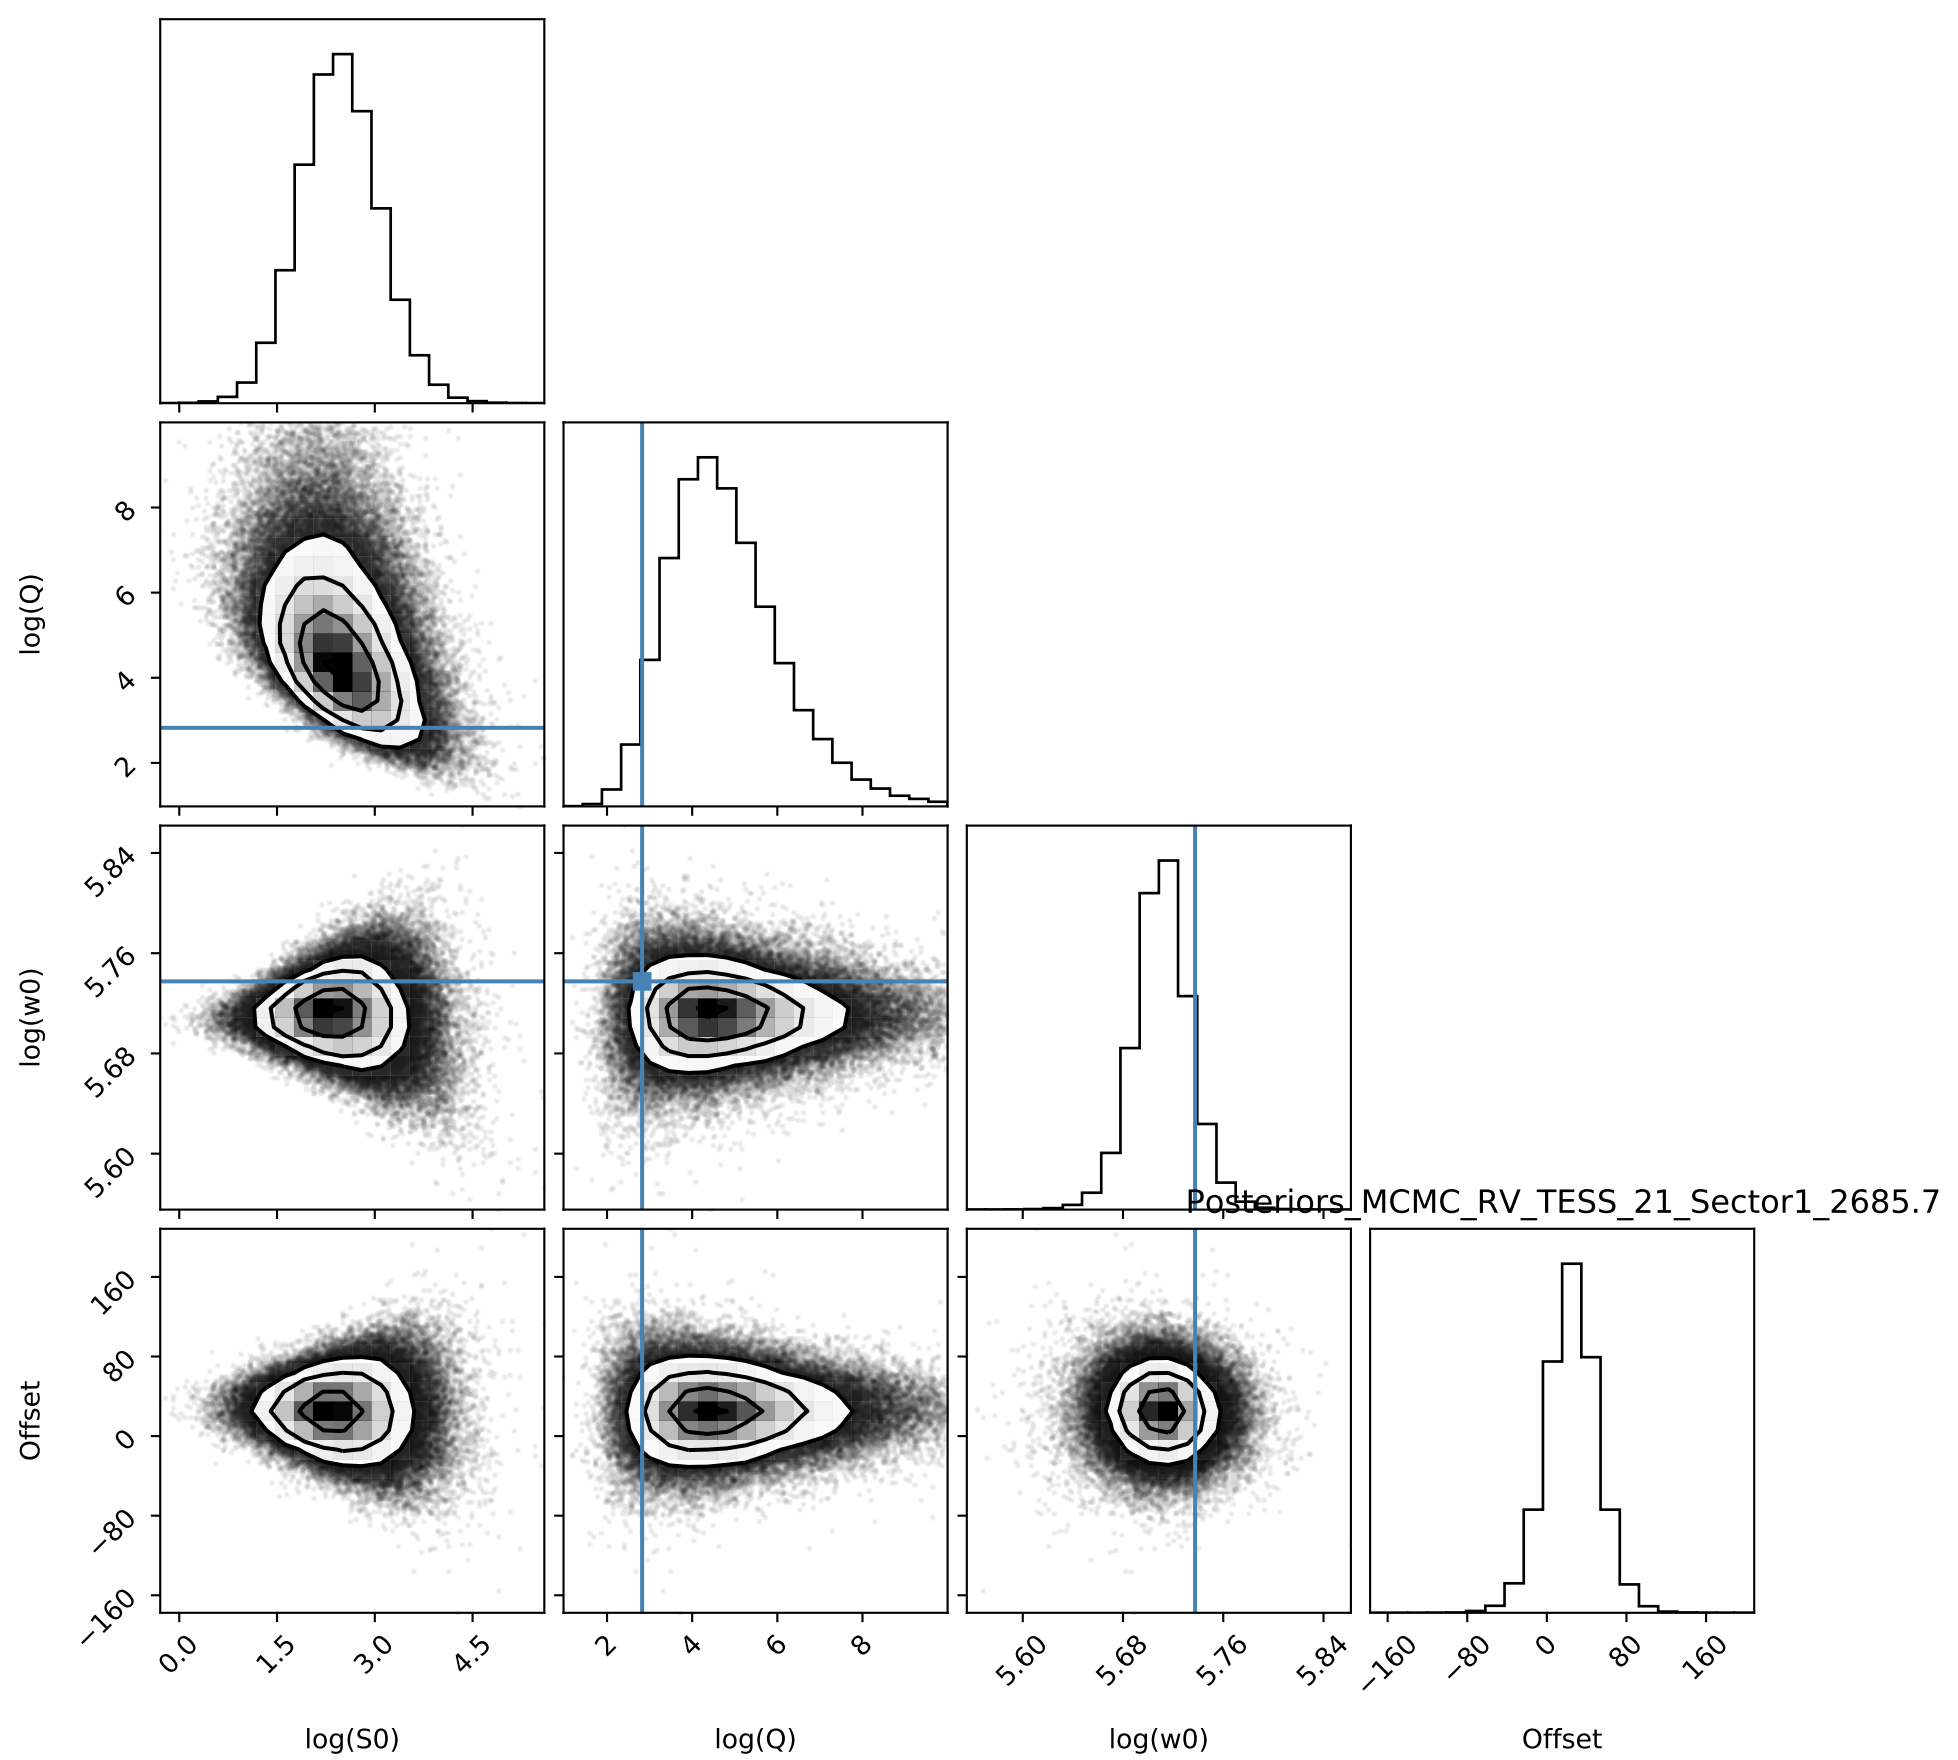 8
6
4
2
log(Q)
5.84
5.76
5.68
5.60
log(w0)
Posteriors_MCMC_RV_TESS_21_Sector1_2685.7
160
80
0
−80
−160
Offset
0.0 1.5 3.0 4.5 2 4 6 8 5.60 5.68 5.76 5.84 −160 −80 0 80 160
log(S0) log(Q) log(w0) Offset